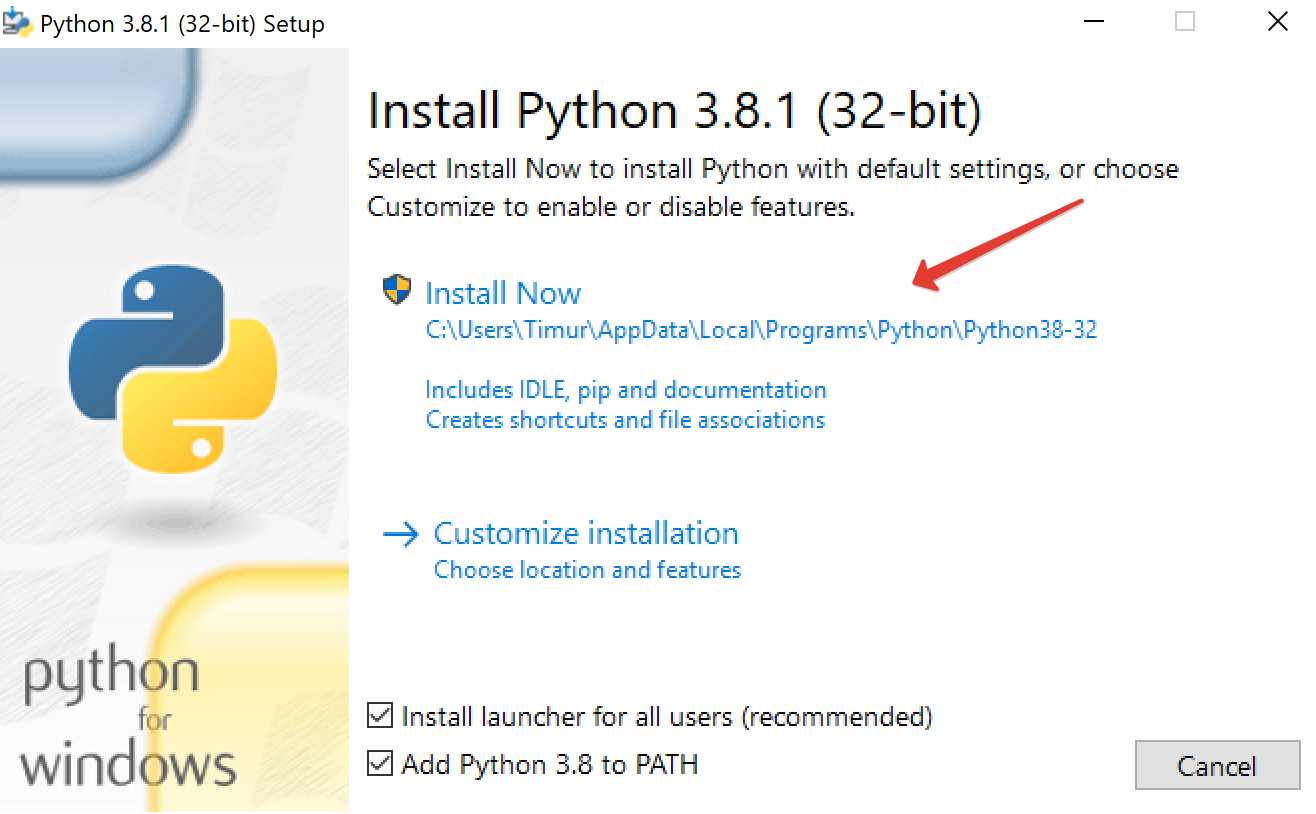 Python 3.8.1 (32-bit) Setup
Install Python 3.8.1 (32-bit)
Select Install Now to install Python with default settings, or choose
Customize to enable or disable features.
Install Now
C:\Users\Timur\AppData\Local\Programs\Python\Python38-32
Includes IDLE, pip and documentation
Creates shortcuts and file associations
Customize installation
Choose location and features
python
for
windows
Install launcher for all users (recommended)
Add Python 3.8 to PATH
Cancel